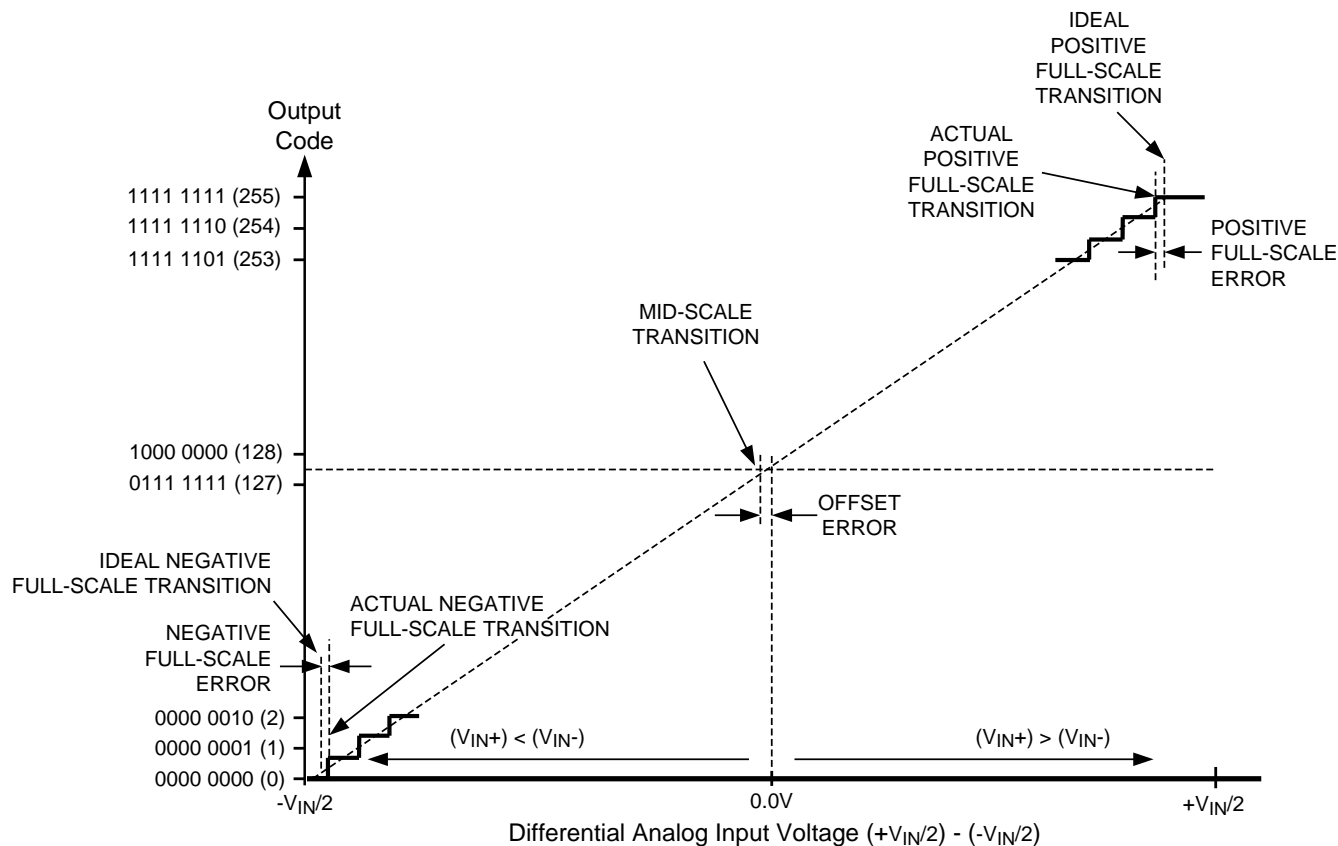 IDEAL
POSITIVE
FULL-SCALE
TRANSITION
Output
Code
ACTUAL
POSITIVE
FULL-SCALE
TRANSITION
1111 1111 (255)
1111 1110 (254)
1111 1101 (253)
POSITIVE
FULL-SCALE
ERROR
MID-SCALE
TRANSITION
1000 0000 (128)
0111 1111 (127)
OFFSET
ERROR
IDEAL NEGATIVE
FULL-SCALE TRANSITION
ACTUAL NEGATIVE
FULL-SCALE TRANSITION
NEGATIVE
FULL-SCALE
ERROR
0000 0010 (2)
0000 0001 (1)
0000 0000 (0)
(VIN+) < (VIN-)
(VIN+) > (VIN-)
-VIN/2
0.0V
+VIN/2
Differential Analog Input Voltage (+VIN/2) - (-VIN/2)